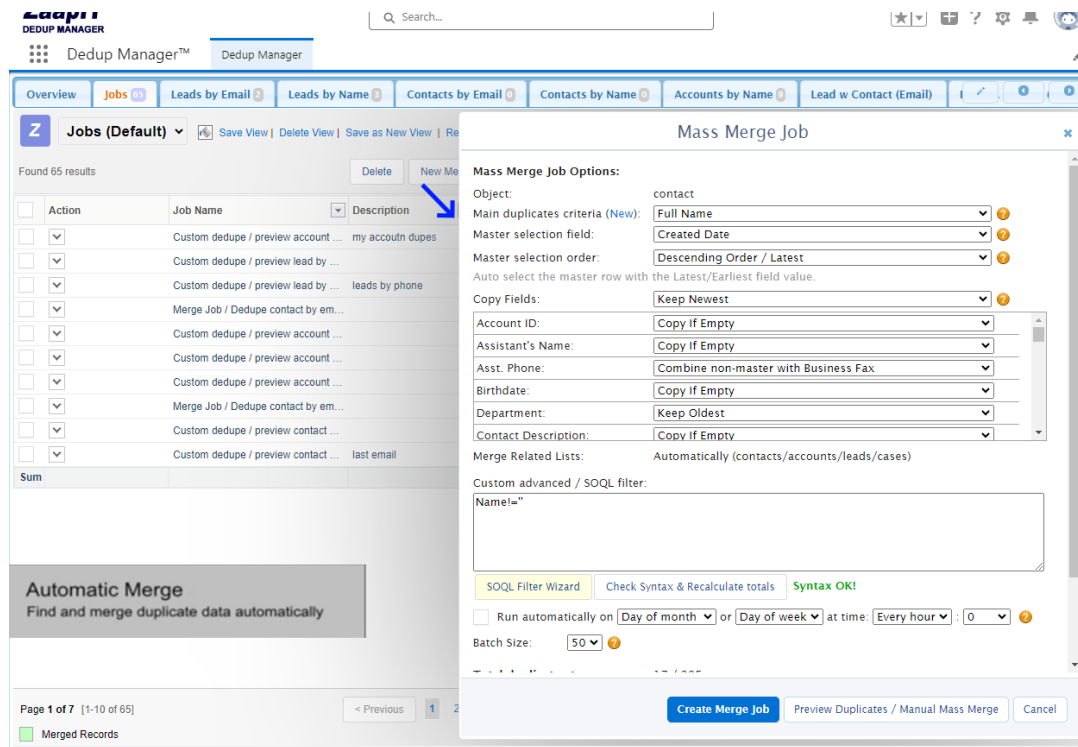 DEDUP MANAGER
Search...
Dedup Manager™
Dedup Manager
Overview
Jobs 65
Leads by Email 2
Leads by Name 3
Contacts by Email 0
Contacts by Name 0
Accounts by Name 0
Lead w Contact (Email)
Z
Jobs (Default)
Save View | Delete View | Save as New View | Re
Found 65 results
Delete
New Me
Action
Job Name
Description
Custom dedupe / preview account ... my accoutn dupes
Custom dedupe / preview lead by ...
Custom dedupe / preview lead by ... leads by phone
Merge Job / Dedupe contact by em...
Custom dedupe / preview account ...
Custom dedupe / preview account ...
Custom dedupe / preview account ...
Merge Job / Dedupe contact by em...
Custom dedupe / preview contact ...
Custom dedupe / preview contact ... last email
Sum
Automatic Merge
Find and merge duplicate data automatically
Page 1 of 7 [1-10 of 65]
< Previous
1
2
Merged Records
Mass Merge Job
Mass Merge Job Options:
Object: contact
Main duplicates criteria (New): Full Name
Master selection field: Created Date
Master selection order: Descending Order / Latest
Auto select the master row with the Latest/Earliest field value.
Copy Fields: Keep Newest
Account ID: Copy If Empty
Assistant's Name: Copy If Empty
Asst. Phone: Combine non-master with Business Fax
Birthdate: Copy If Empty
Department: Keep Oldest
Contact Description: Copy If Empty
Merge Related Lists: Automatically (contacts/accounts/leads/cases)
Custom advanced / SOQL filter:
Name!=''
SOQL Filter Wizard
Check Syntax & Recalculate totals
Syntax OK!
Run automatically on Day of month or Day of week at time: Every hour : 0
Batch Size: 50
Create Merge Job
Preview Duplicates / Manual Mass Merge
Cancel